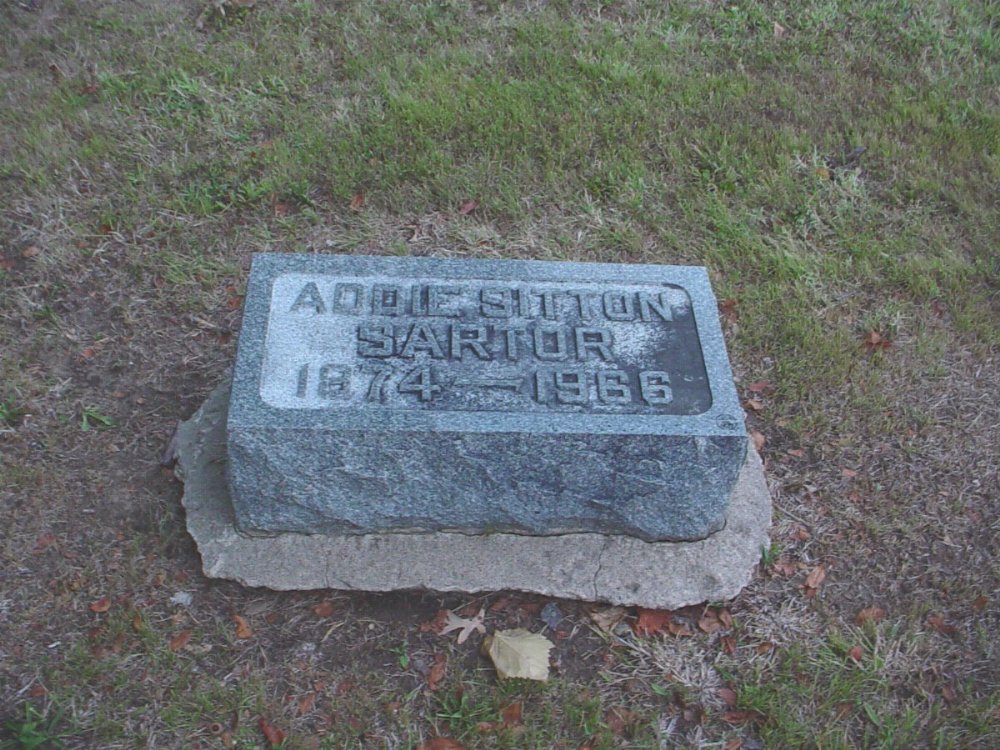 ADDIE SITTON
SARTOR
1874 — 1966